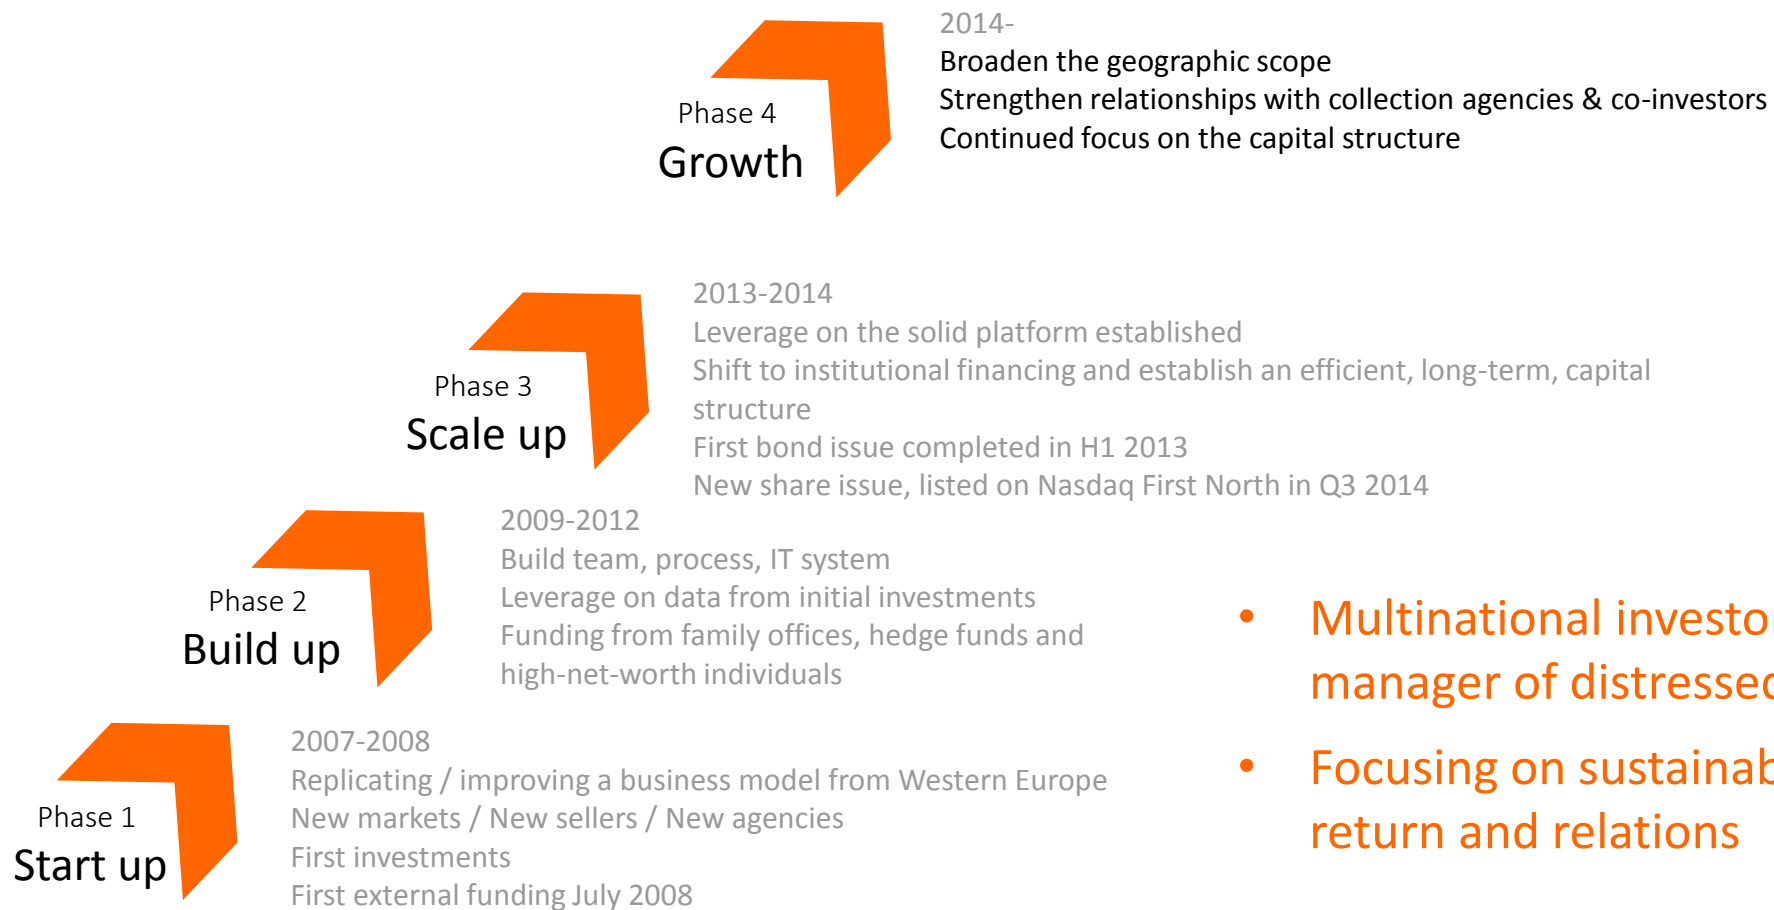 2014-
Broaden the geographic scope
Strengthen relationships with collection agencies & co-investors
Continued focus on the capital structure
Phase 4
Growth
2013-2014
Leverage on the solid platform established
Shift to institutional financing and establish an efficient, long-term, capital
structure
First bond issue completed in H1 2013
New share issue, listed on Nasdaq First North in Q3 2014
Phase 3
Scale up
2009-2012
Build team, process, IT system
Leverage on data from initial investments
Funding from family offices, hedge funds and
high-net-worth individuals
Phase 2
Build up
2007-2008
Replicating / improving a business model from Western Europe
New markets / New sellers / New agencies
First investments
First external funding July 2008
Phase 1
Start up
• Multinational
manager of
• Focusing on
return and relations